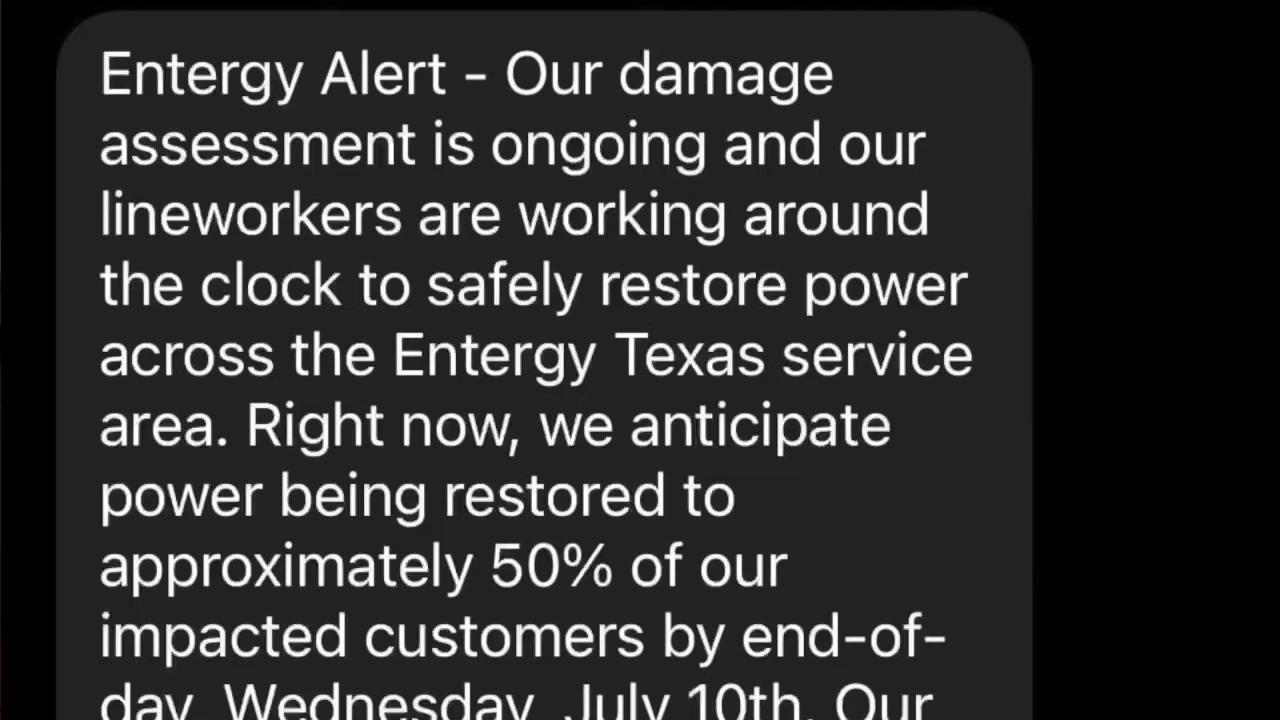 Entergy Alert - Our damage
assessment is ongoing and our
lineworkers are working around
the clock to safely restore power
across the Entergy Texas service
area. Right now, we anticipate
power being restored to
approximately 50% of our
impacted customers by end-of-
day, Wednesday, July 10th. Our